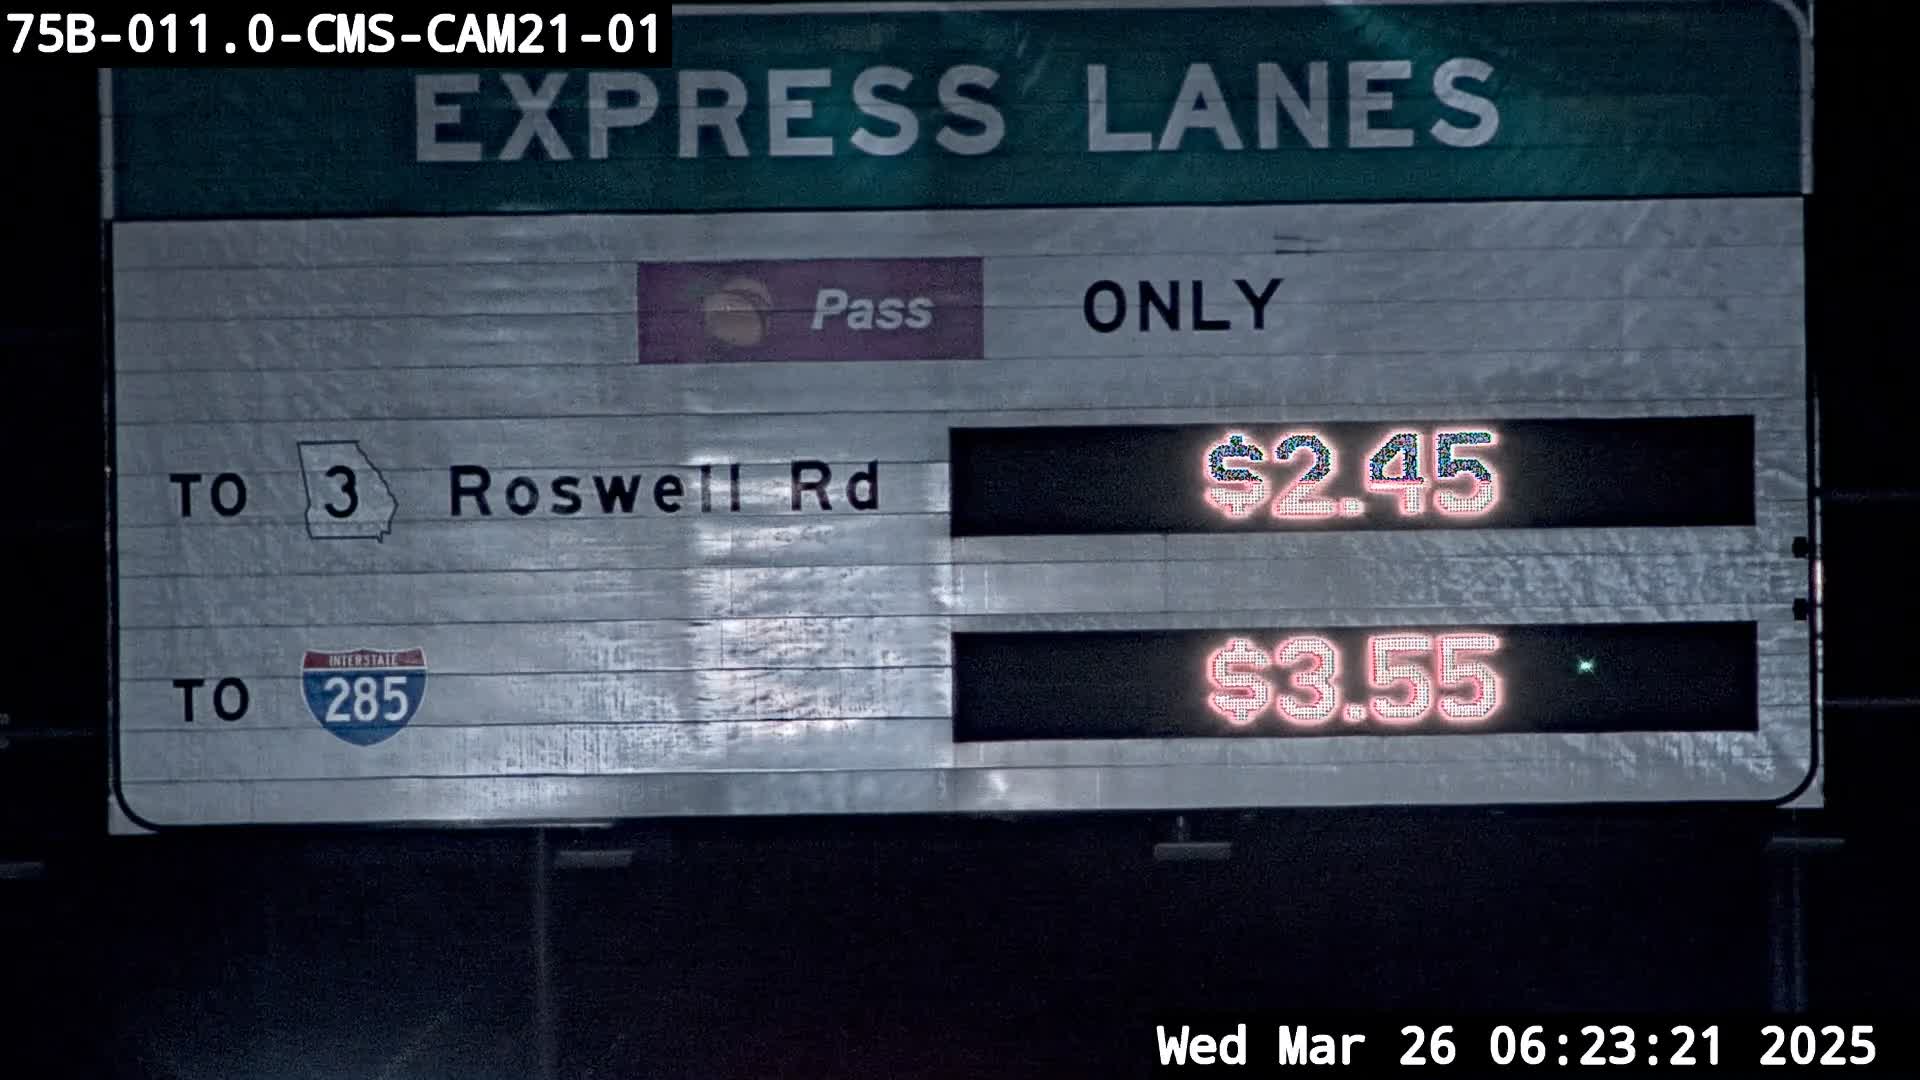 75B-011.0-CMS-CAM21-01
EXPRESS LANES
Pass ONLY
TO 3 Roswell Rd $2.45
INTERSTATE
TO 285 $3.55
Wed Mar 26 06:23:21 2025